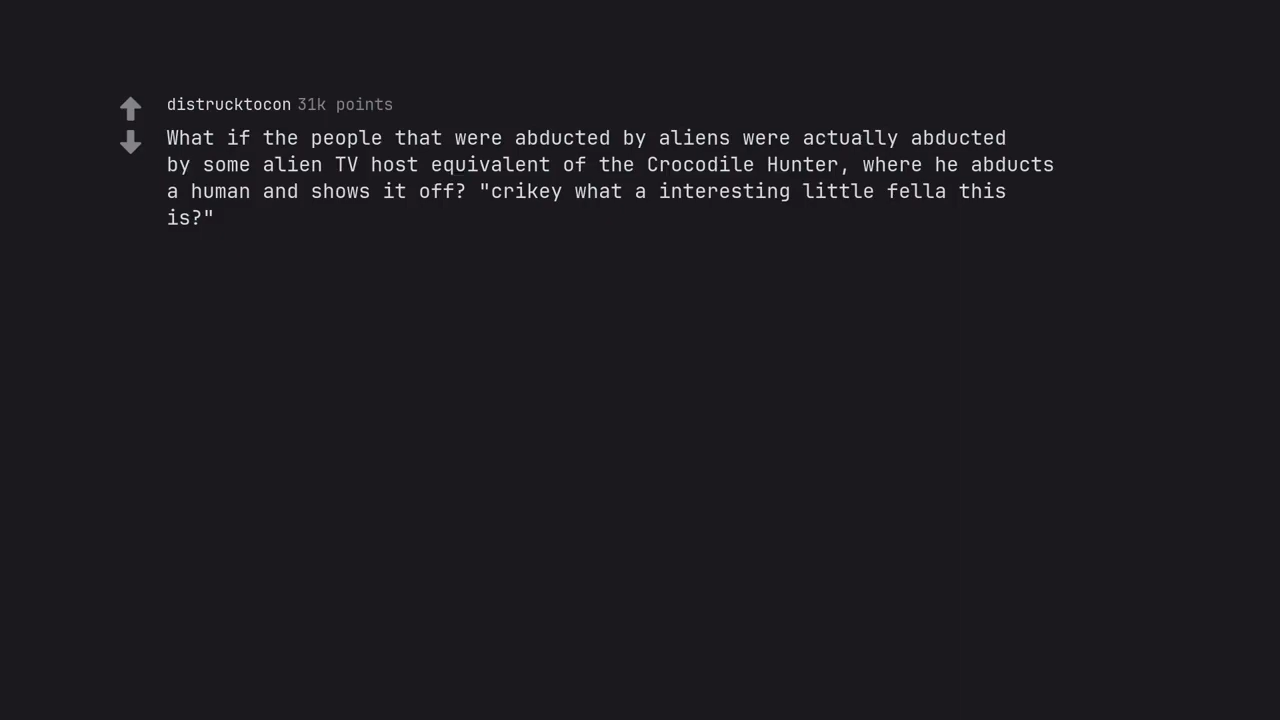 distrucktocon 31k points
What if the people that were abducted by aliens were actually abducted
by some alien TV host equivalent of the Crocodile Hunter, where he abducts
a human and shows it off? "crikey what a interesting little fella this
is?"